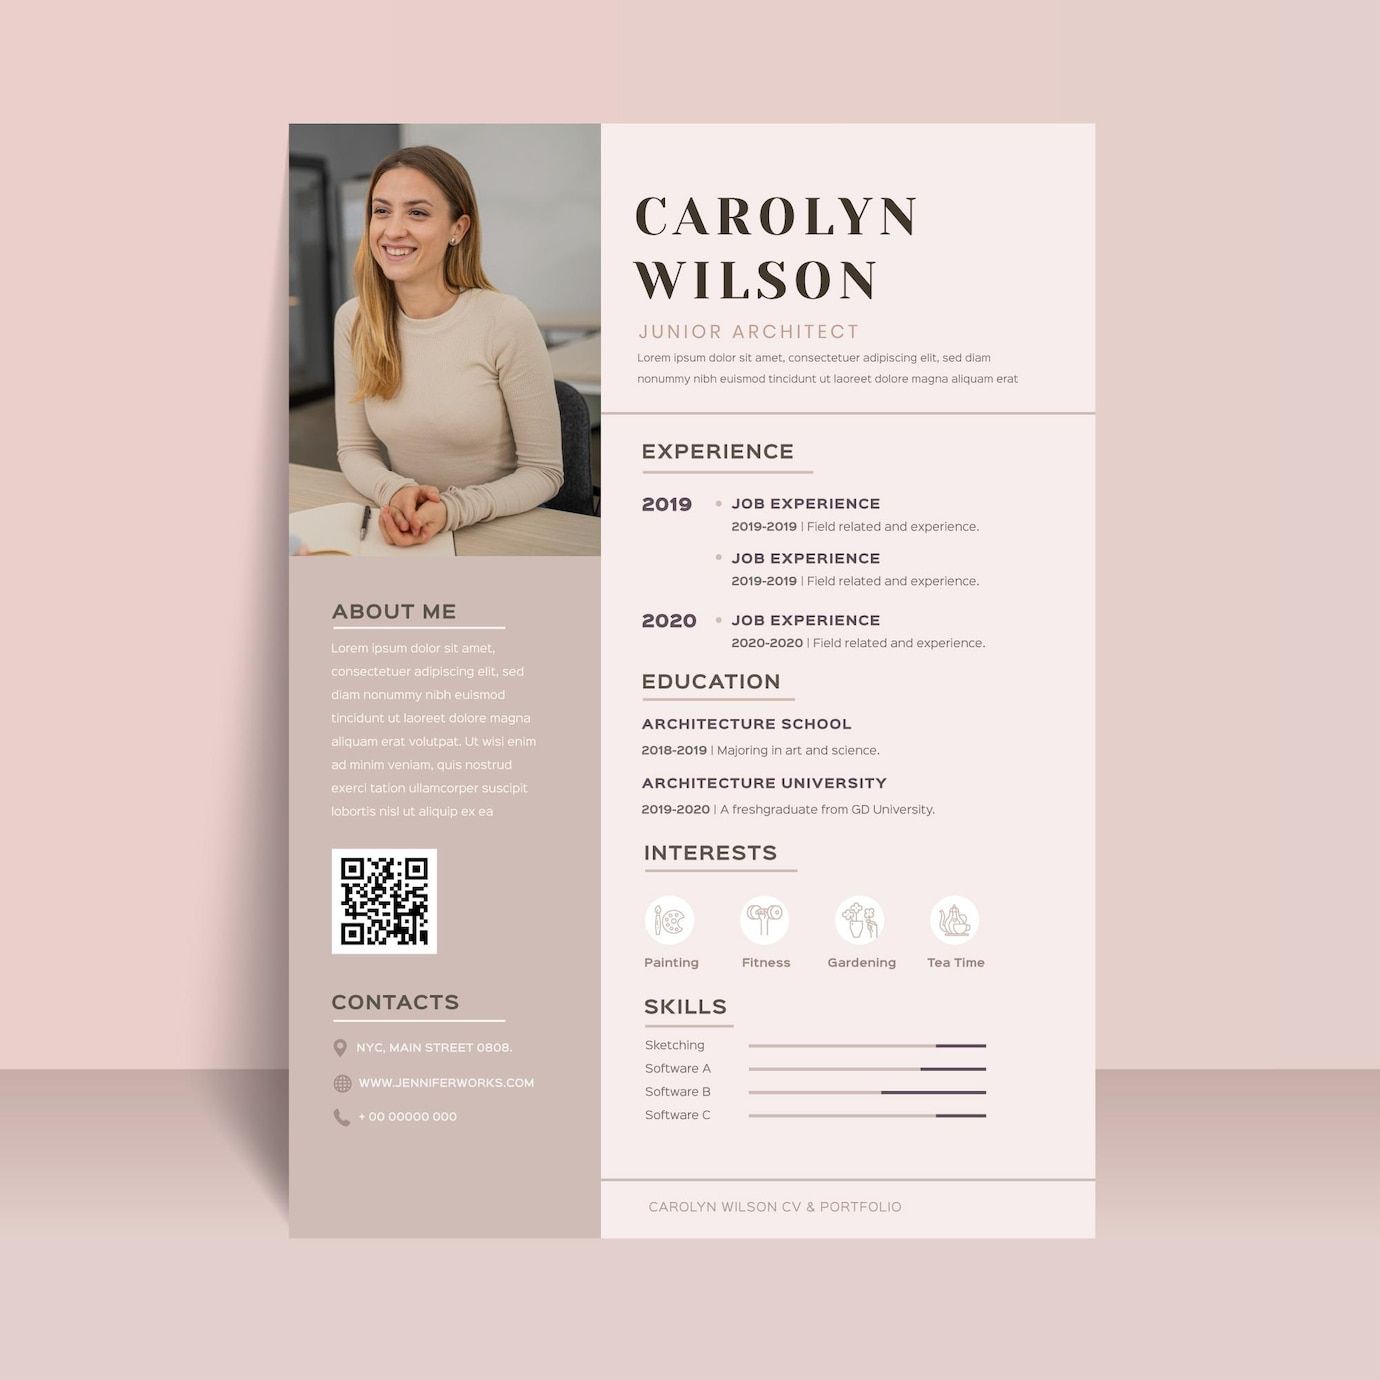 CAROLYN
WILSON
JUNIOR ARCHITECT
Lorem ipsum dolor sit amet, consectetuer adipiscing elit, sed diam
nonummy nibh euismod tincidunt ut laoreet dolore magna aliquam erat
ABOUT ME
Lorem ipsum dolor sit amet,
consectetuer adipiscing elit, sed
diam nonummy nibh euismod
tincidunt ut laoreet dolore magna
aliquam erat volutpat. Ut wisi enim
ad minim veniam, quis nostrud
exerci tation ullamcorper suscipit
lobortis nisl ut aliquip ex ea
CONTACTS
NYC, MAIN STREET 0808.
WWW.JENNIFERWORKS.COM
+ 00 00000 000
EXPERIENCE
2019 JOB EXPERIENCE
2019-2019 | Field related and experience.
JOB EXPERIENCE
2019-2019 | Field related and experience.
2020 JOB EXPERIENCE
2020-2020 | Field related and experience.
EDUCATION
ARCHITECTURE SCHOOL
2018-2019 | Majoring in art and science.
ARCHITECTURE UNIVERSITY
2019-2020 | A freshgraduate from GD University.
INTERESTS
Painting Fitness Gardening Tea Time
SKILLS
Sketching
Software A
Software B
Software C
CAROLYN WILSON CV & PORTFOLIO